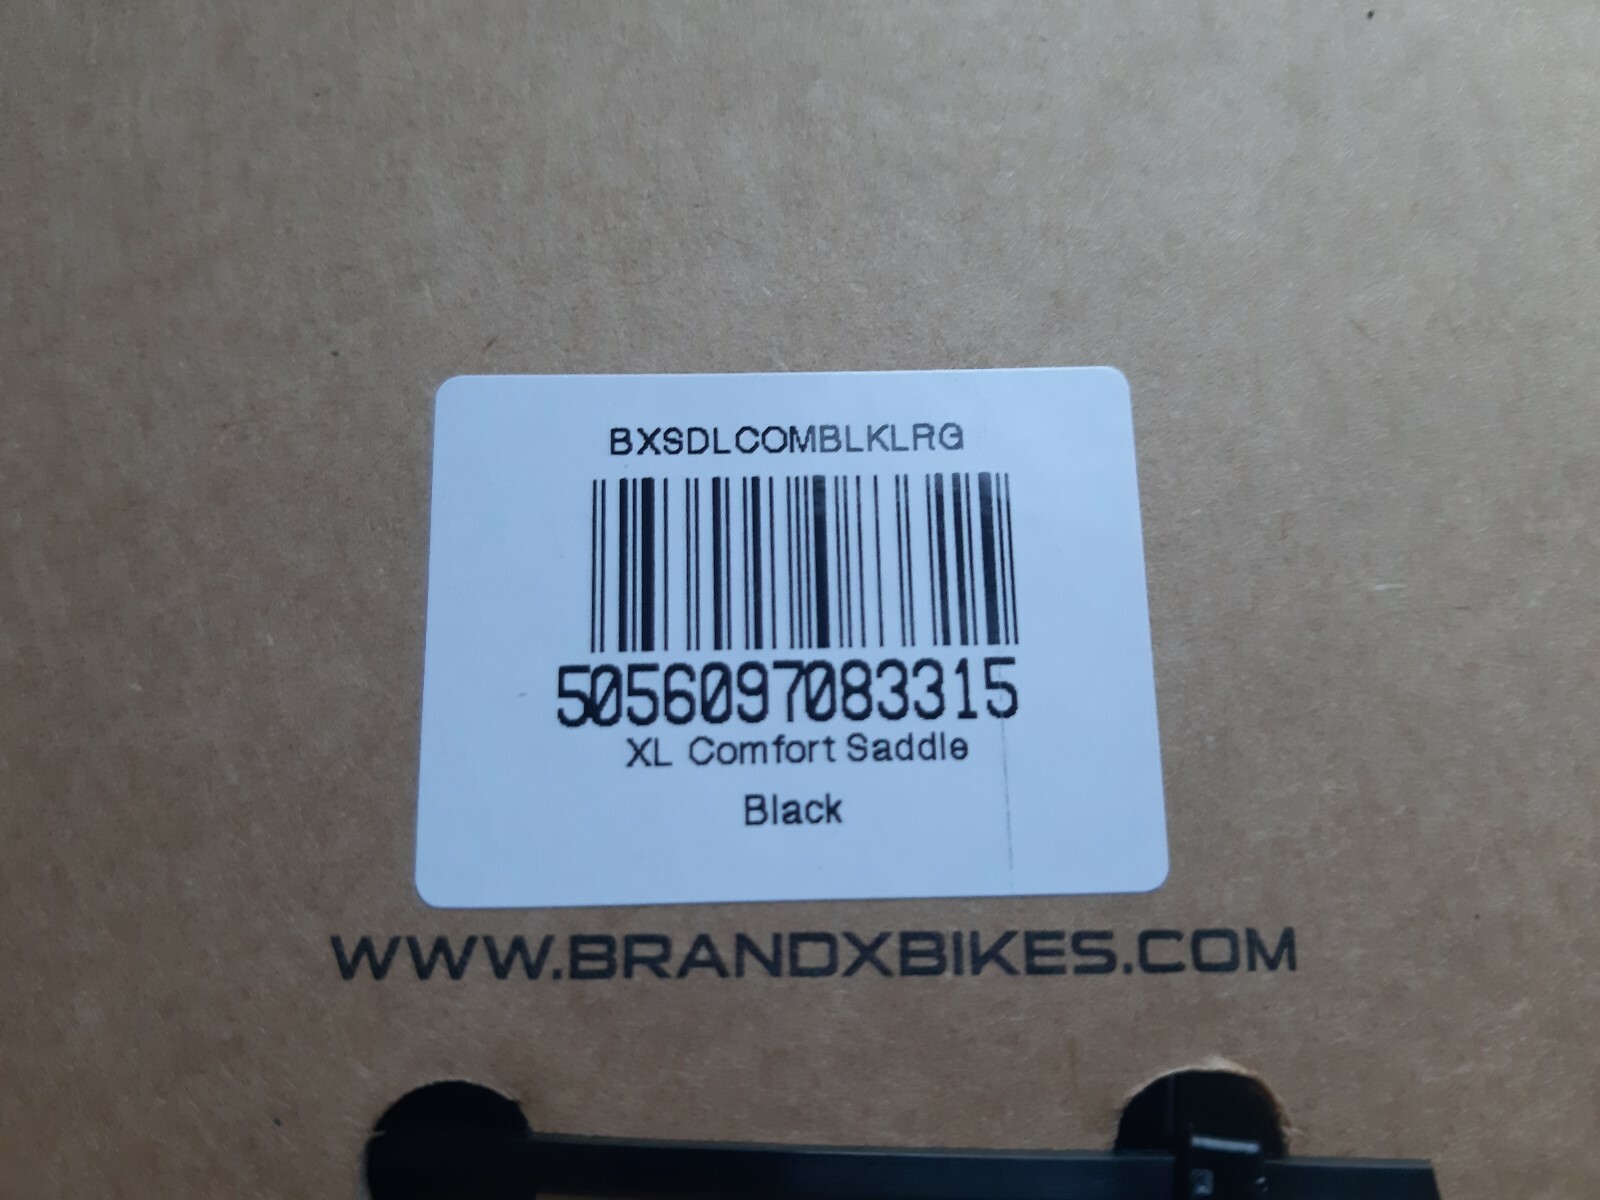 BXSDLCOMBLKLRG
5056097083315
XL Comfort Saddle
Black
WWW.BRANDXBIKES.COM